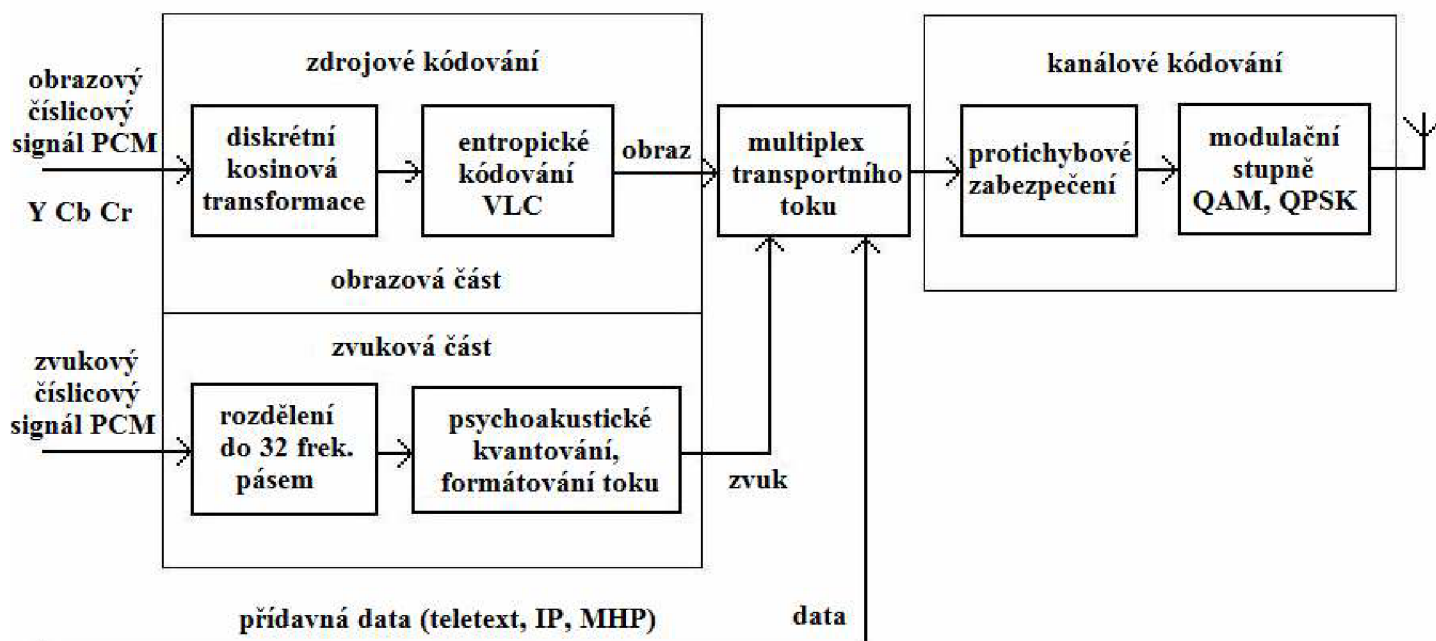 zdrojové kódování
kanálové kódování
obrazový
číslicový
signál PCM
Y Cb Cr
diskrétní
kosinová
transformace
entropické
kódování
VLC
obraz
multiplex
transportního
toku
protichybové
zabezpečení
modulační
stupně
QAM, QPSK
obrazová část
zvuková část
zvukový
číslicový
signál PCM
rozdělení
do 32 frek.
pásem
psychoakustické
kvantování,
formátování toku
zvuk
přídavná data (teletext, IP, MHP)
data